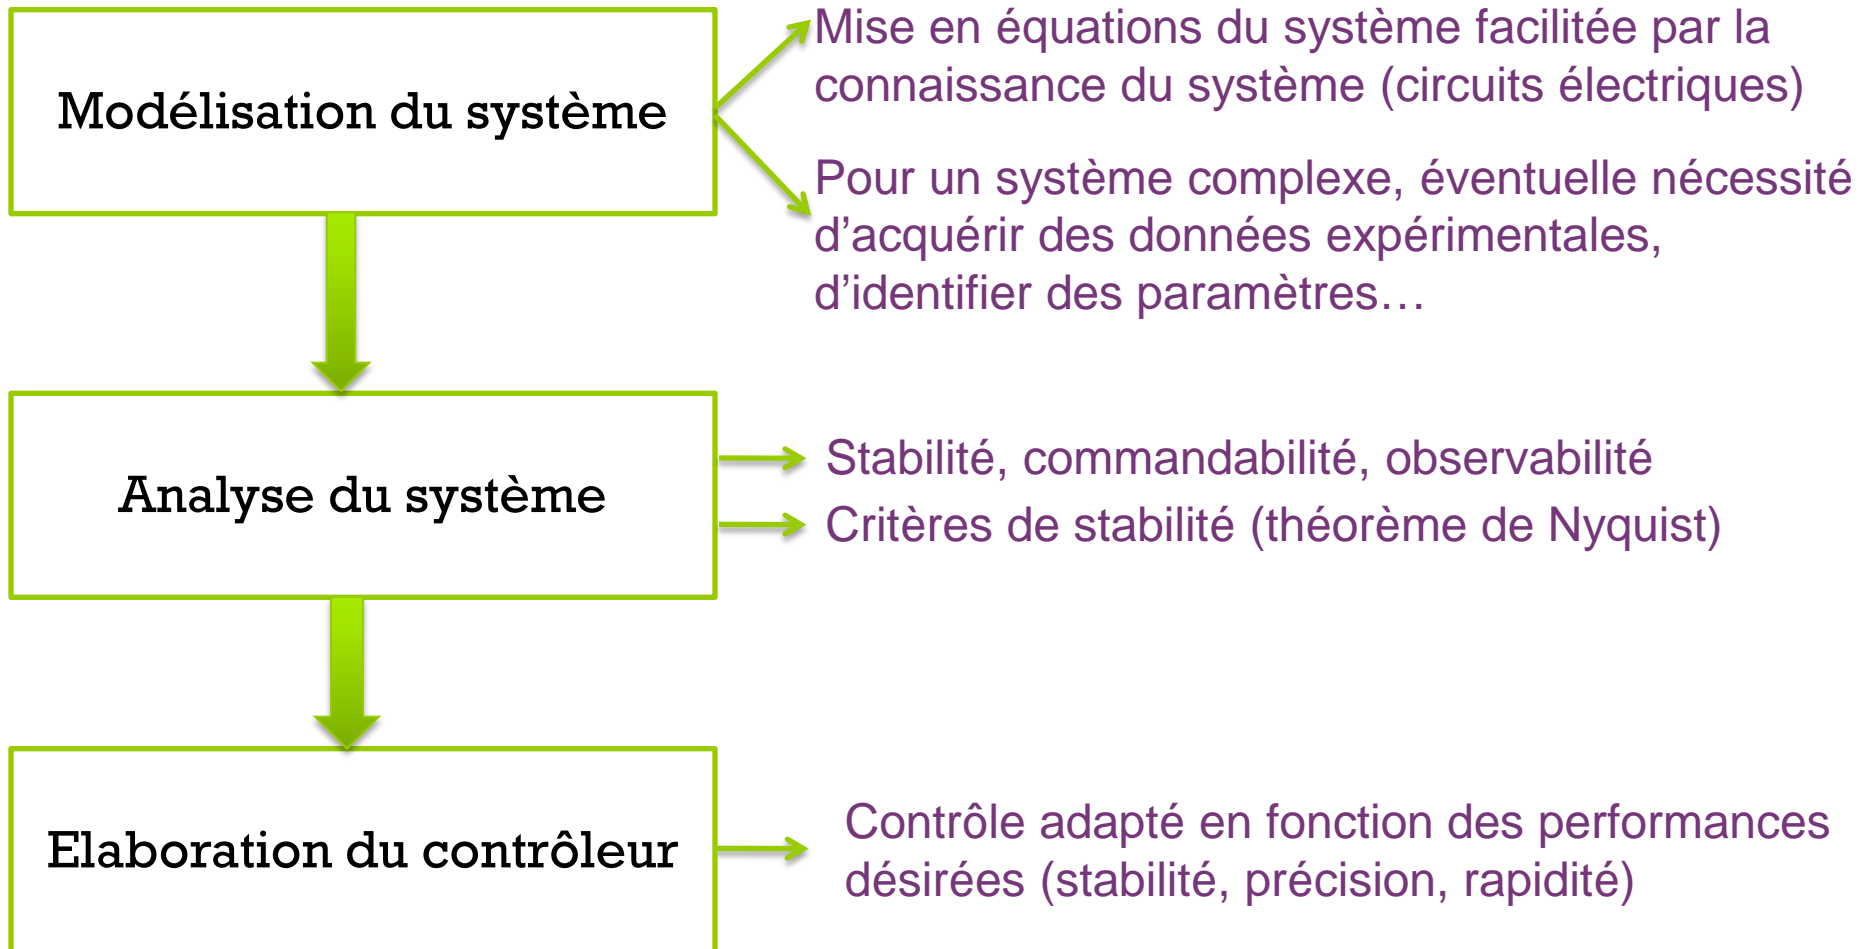 Modélisation du système
Mise en équations du système facilitée par la
connaissance du système (circuits électriques)
Pour un système complexe, éventuelle nécessité
d’acquérir des données expérimentales,
d’identifier des paramètres…
Analyse du système
Stabilité, commandabilité, observabilité
Critères de stabilité (théorème de Nyquist)
Elaboration du contrôleur
Contrôle adapté en fonction des performances
désirées (stabilité, précision, rapidité)